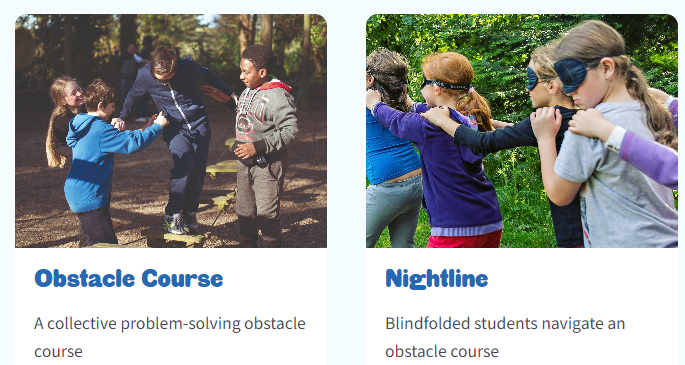 Obstacle Course
A collective problem-solving obstacle
course
Nightline
Blindfolded students navigate an
obstacle course